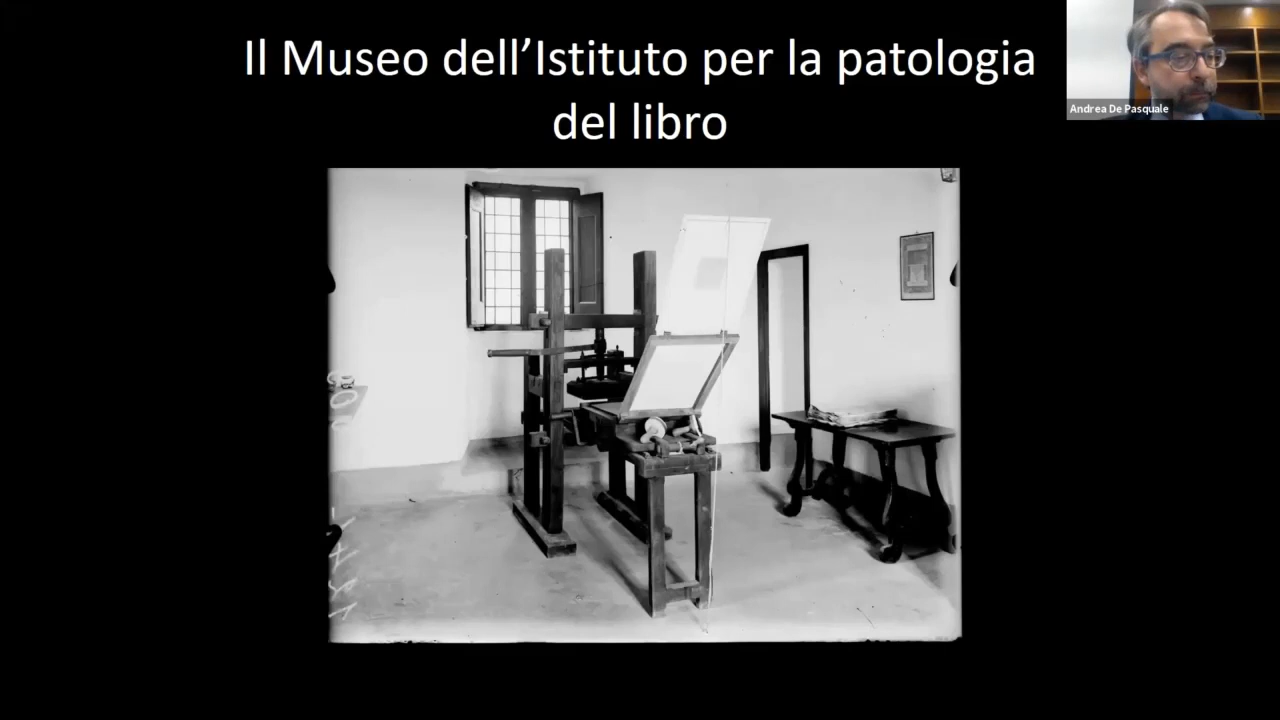 Il Museo dell’Istituto per la patologia
del libro
Andrea De Pasquale